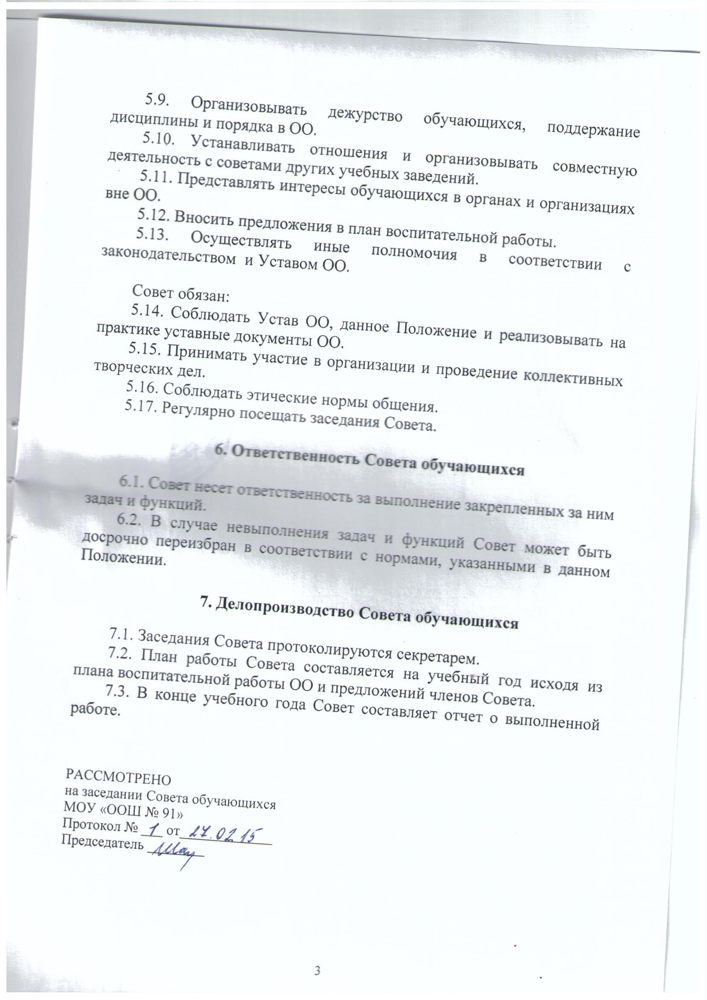 5.9. Организовывать дежурство обучающихся, поддержание
дисциплины и порядка в ОО.
5.10. Устанавливать отношения и организовывать совместную
деятельность с советами других учебных заведений.
5.11. Представлять интересы обучающихся в органах и организациях
вне ОО.
5.12. Вносить предложения в план воспитательной работы.
5.13. Осуществлять иные полномочия в соответствии с
законодательством и Уставом ОО.
Совет обязан:
5.14. Соблюдать Устав ОО, данное Положение и реализовывать на
практике уставные документы ОО.
5.15. Принимать участие в организации и проведение коллективных
творческих дел.
5.16. Соблюдать этические нормы общения.
5.17. Регулярно посещать заседания Совета.
6. Ответственность Совета обучающихся
6.1. Совет несет ответственность за выполнение закрепленных за ним
задач и функций.
6.2. В случае невыполнения задач и функций Совет может быть
досрочно переизбран в соответствии с нормами, указанными в данном
Положении.
7. Делопроизводство Совета обучающихся
7.1. Заседания Совета протоколируются секретарем.
7.2. План работы Совета составляется на учебный год исходя из
плана воспитательной работы ОО и предложений членов Совета.
7.3. В конце учебного года Совет составляет отчет о выполненной
работе.
РАССМОТРЕНО
на заседании Совета обучающихся
МОУ «ООШ № 91»
Протокол № 1 от 27.02 15
Председатель
3